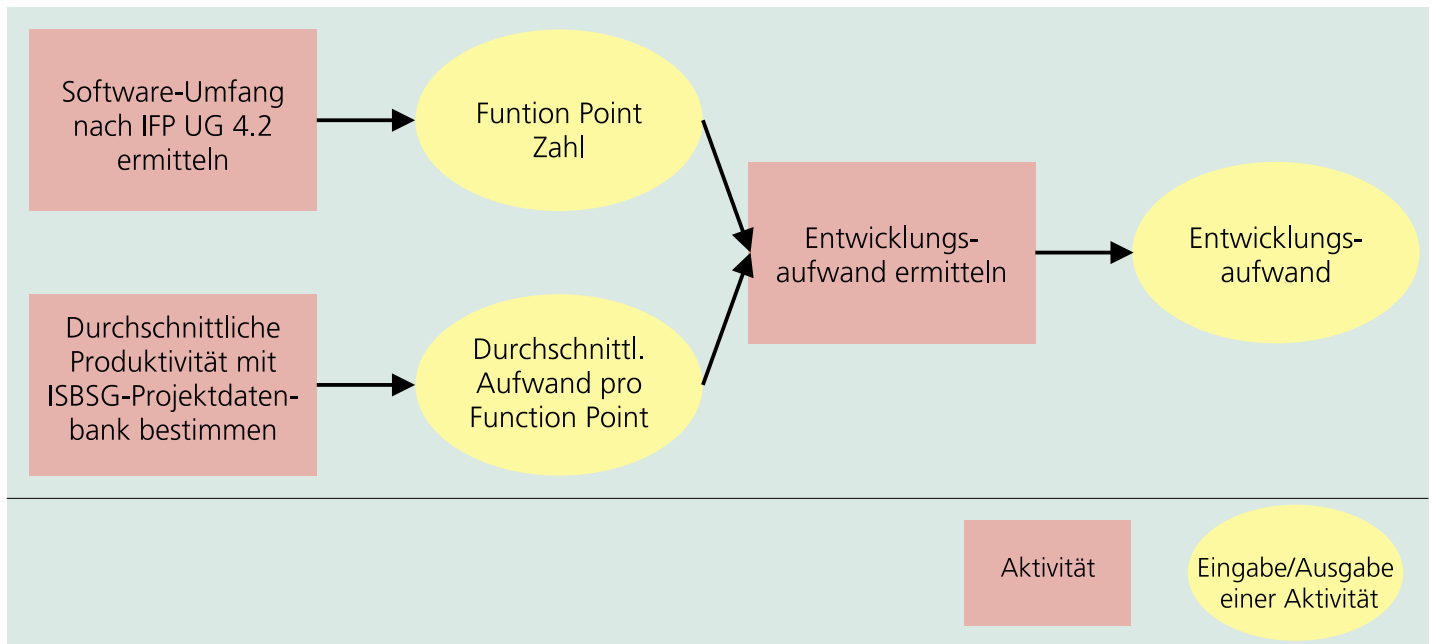 Software-Umfang
nach IFP UG 4.2
ermitteln
Funtion Point
Zahl
Durchschnittliche
Produktivität mit
ISBSG-Projektdaten-
bank bestimmen
Durchschnittl.
Aufwand pro
Function Point
Entwicklungs-
aufwand ermitteln
Entwicklungs-
aufwand
Aktivität
Eingabe/Ausgabe
einer Aktivität